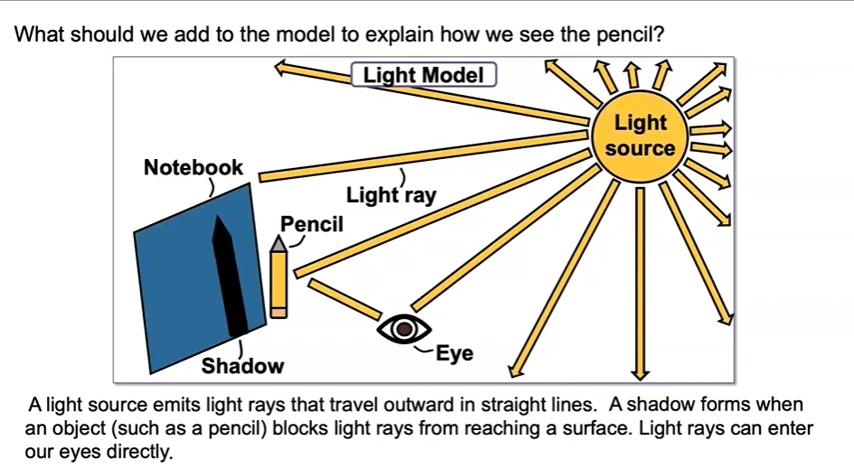 What should we add to the model to explain how we see the pencil?
Light Model
Light
source
Notebook
Light ray
Pencil
Eye
Shadow
A light source emits light rays that travel outward in straight lines. A shadow forms when
an object (such as a pencil) blocks light rays from reaching a surface. Light rays can enter
our eyes directly.